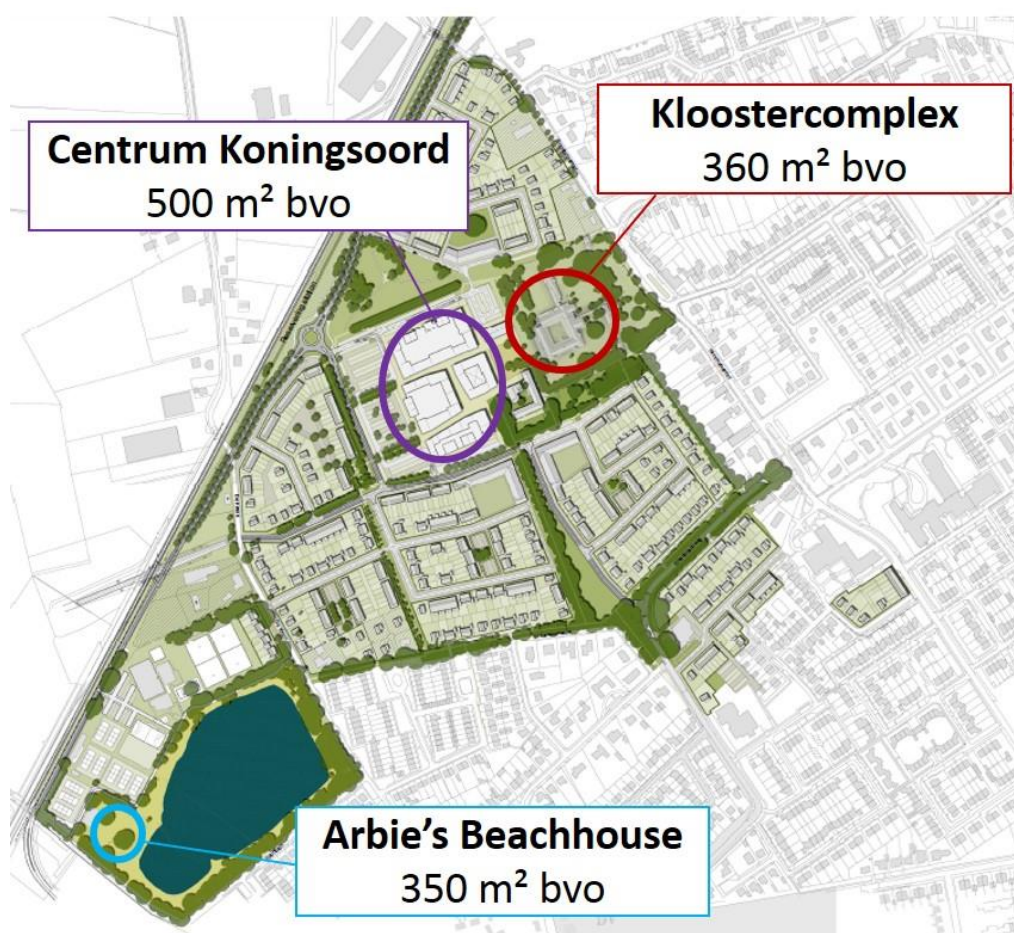 Kloostercomplex
360 m² bvo
Centrum Koningsoord
500 m² bvo
Arbie's Beachhouse
350 m² bvo